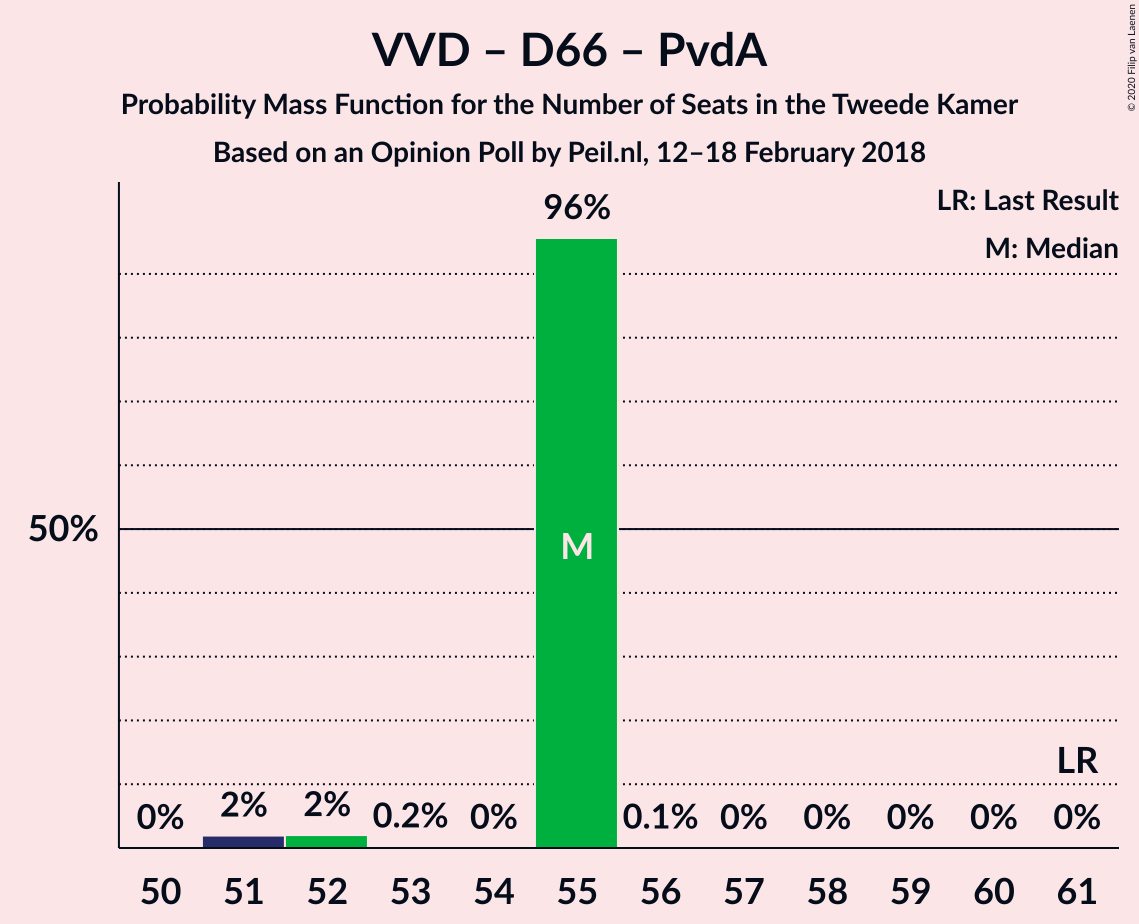 VVD – D66 – PvdA
Probability Mass Function for the Number of Seats in the Tweede Kamer
Based on an Opinion Poll by Peil.nl, 12–18 February 2018
© 2020 Filip van Laenen
LR: Last Result
M: Median
96%
50%
M
LR
0% 2% 2% 0.2% 0% 0.1% 0% 0% 0% 0% 0%
50 51 52 53 54 55 56 57 58 59 60 61